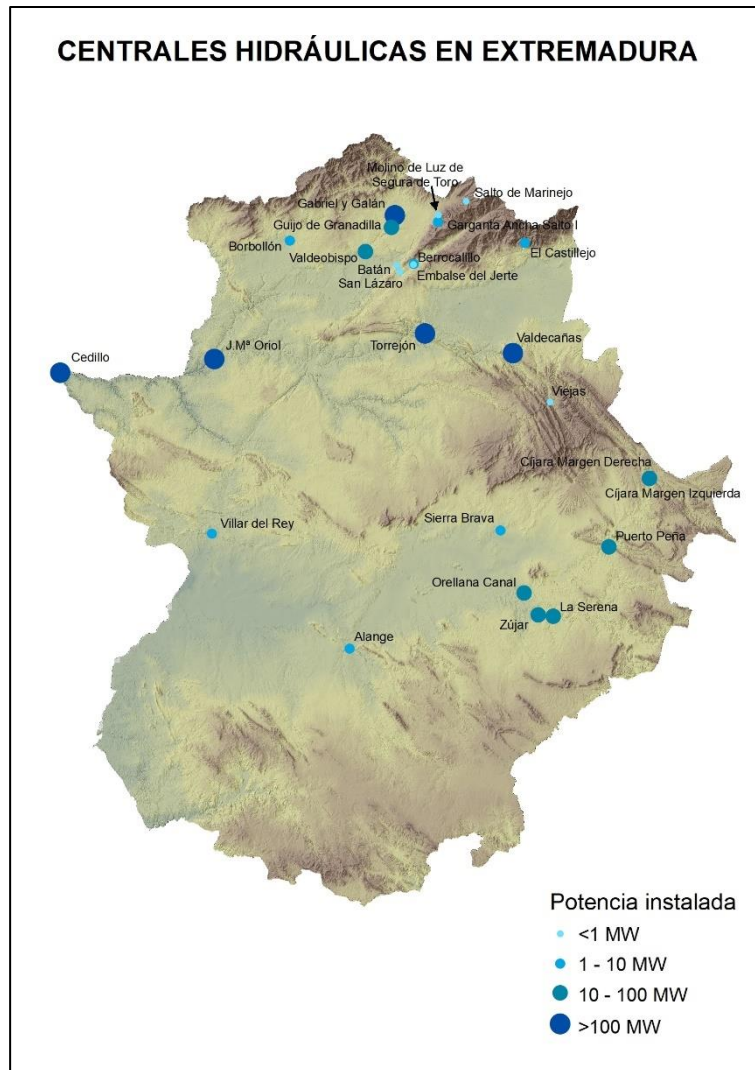 CENTRALES HIDRÁULICAS EN EXTREMADURA
Molino de Luz de
Segura de Toro
Salto de Marinejo
Gabriel y Galán
Guijo de Granadilla
Garganta Ancha Salto I
Borbollón
Valdeobispo
El Castillejo
Berrocalillo
Batán
Embalse del Jerte
San Lázaro
J.Mª Oriol
Torrejón
Valdecañas
Cedillo
Viejas
Cíjara Margen Derecha
Cíjara Margen Izquierda
Villar del Rey
Sierra Brava
Puerto Peña
Orellana Canal
La Serena
Zújar
Alange
Potencia instalada
<1 MW
1 - 10 MW
10 - 100 MW
>100 MW